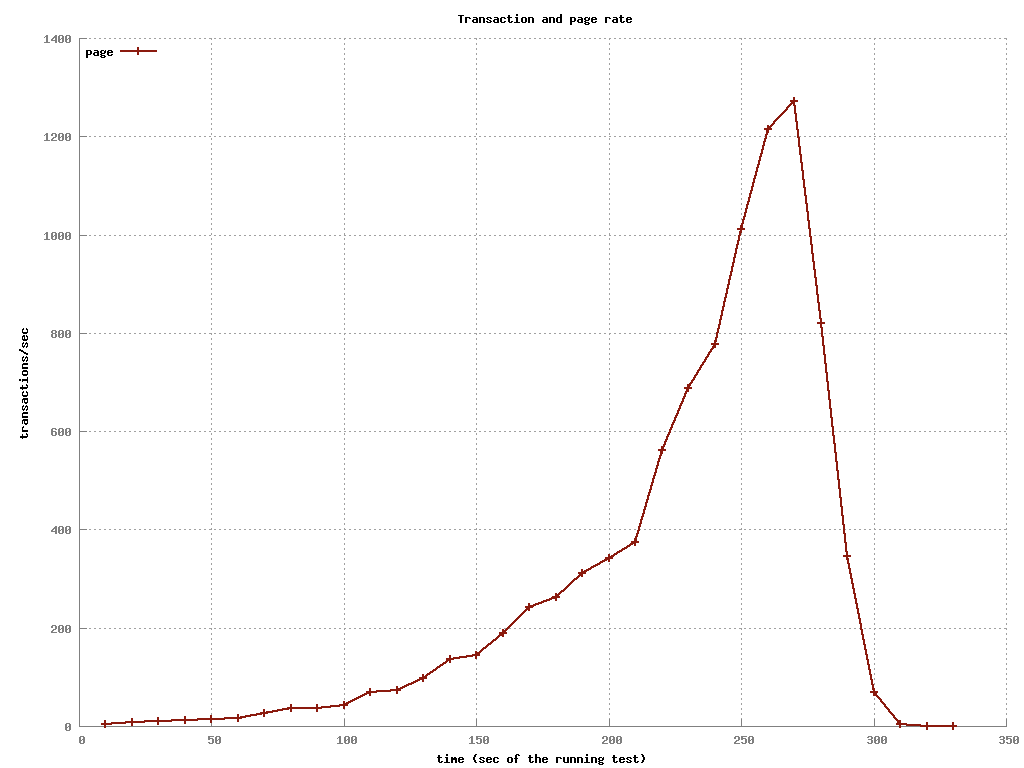 Transaction and page rate
page
1400
1200
1000
800
600
400
200
0
transactions/sec
0 50 100 150 200 250 300 350
time (sec of the running test)